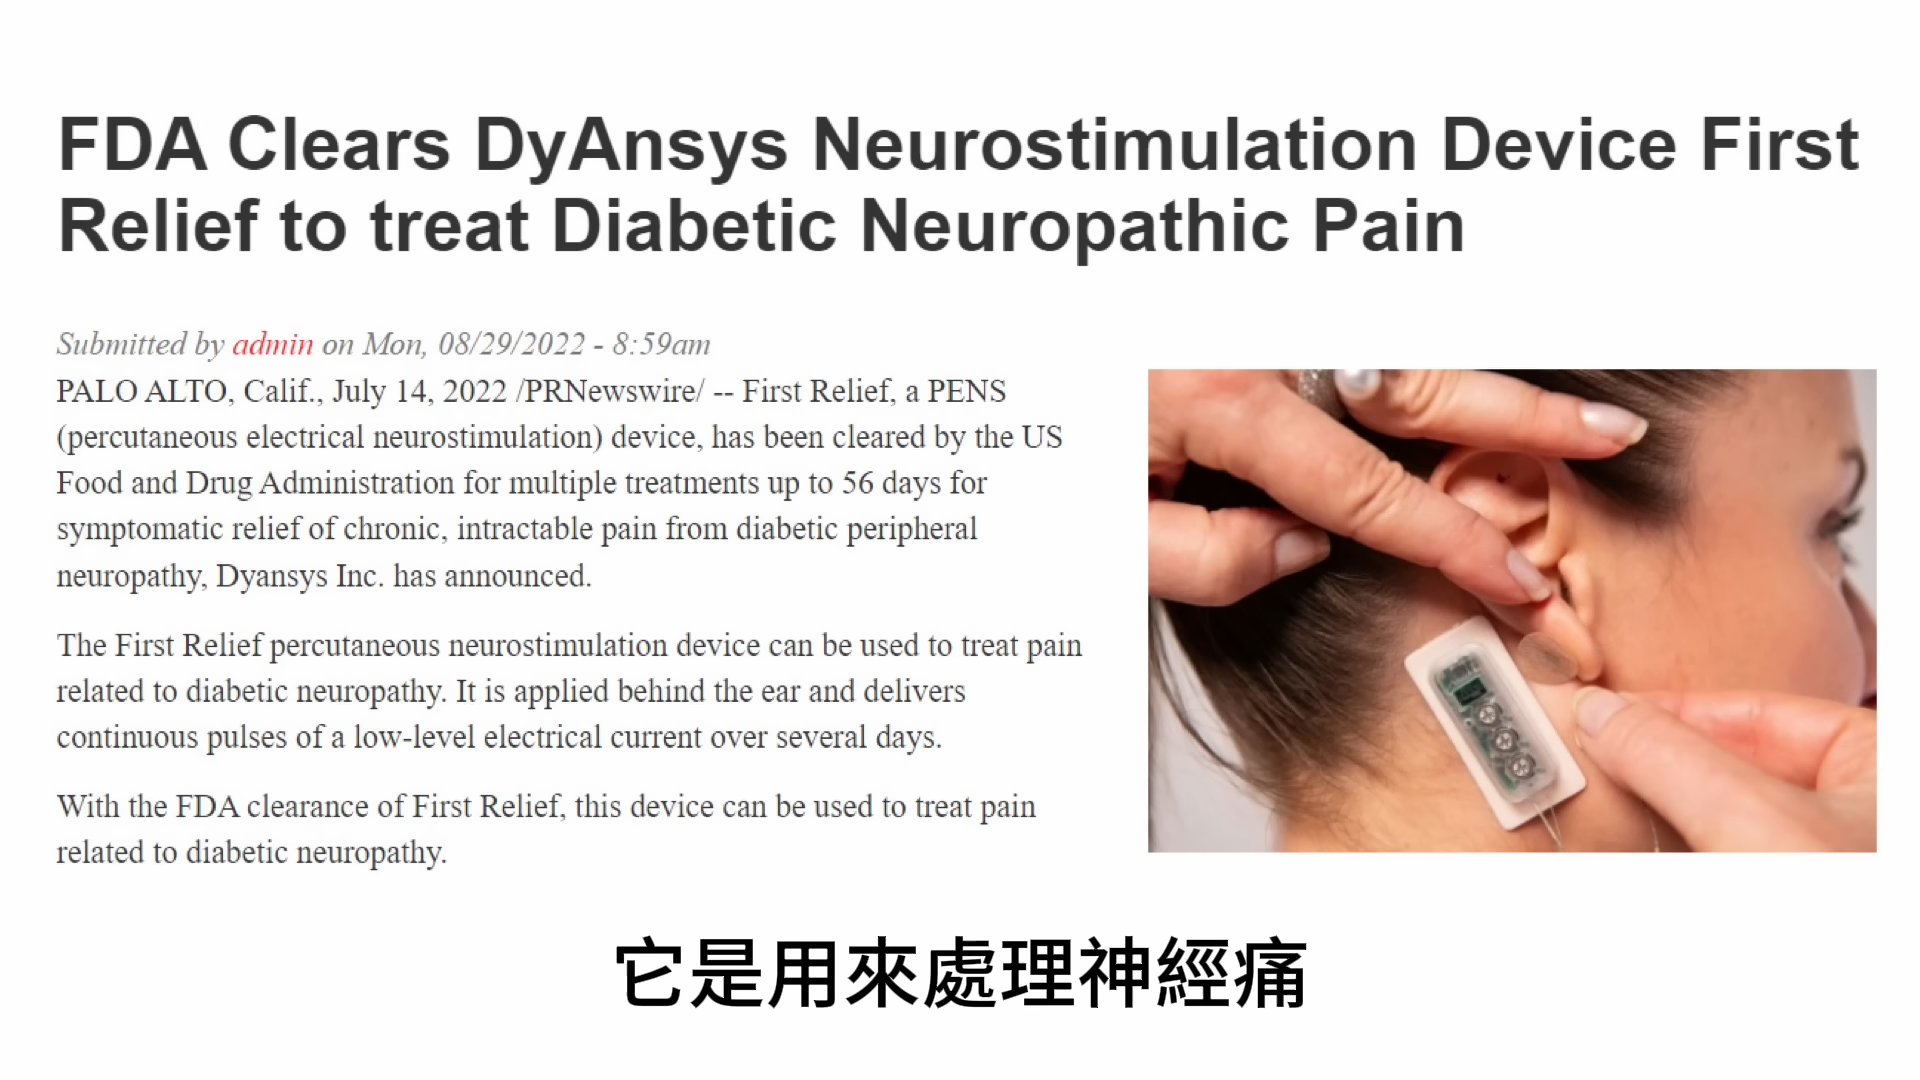 FDA Clears DyAnsys Neurostimulation Device First
Relief to treat Diabetic Neuropathic Pain
Submitted by admin on Mon, 08/29/2022 - 8:59am
PALO ALTO, Calif., July 14, 2022 /PRNewswire/ -- First Relief, a PENS
(percutaneous electrical neurostimulation) device, has been cleared by the US
Food and Drug Administration for multiple treatments up to 56 days for
symptomatic relief of chronic, intractable pain from diabetic peripheral
neuropathy, Dyansys Inc. has announced.
The First Relief percutaneous neurostimulation device can be used to treat pain
related to diabetic neuropathy. It is applied behind the ear and delivers
continuous pulses of a low-level electrical current over several days.
With the FDA clearance of First Relief, this device can be used to treat pain
related to diabetic neuropathy.
它是用來處理神經痛